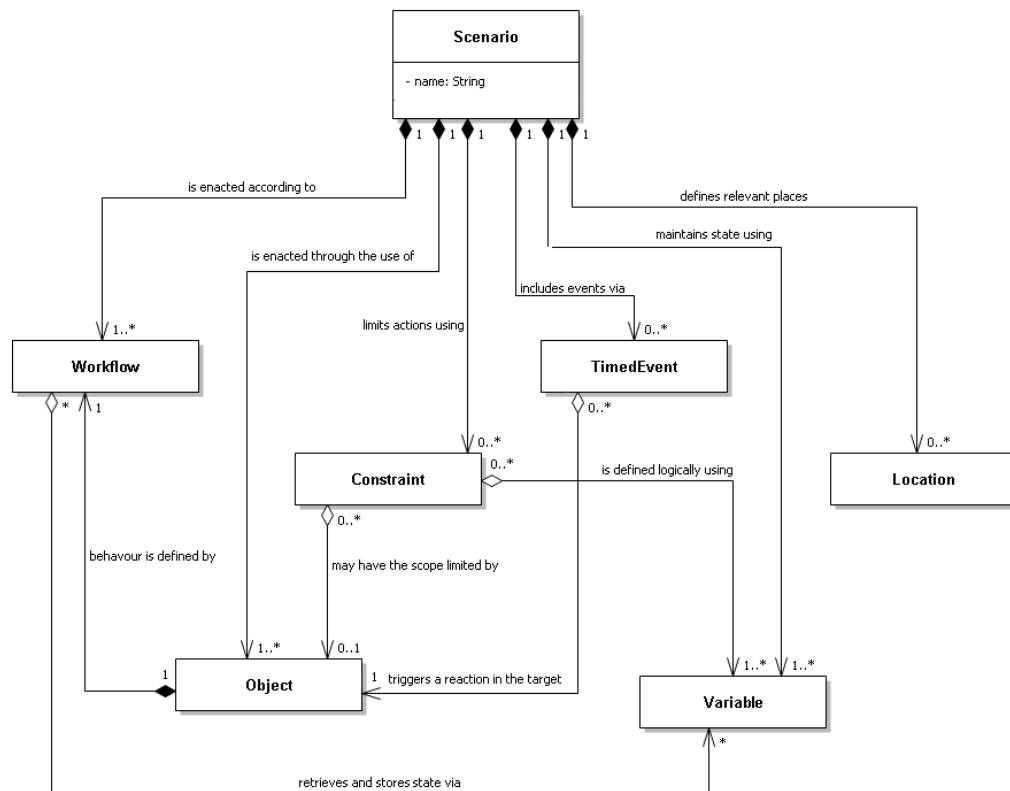 Scenario
- name: String
1 1 1 1 1 1
is enacted according to
defines relevant places
maintains state using
is enacted through the use of
includes events via
limits actions using
1..*
0..*
Workflow
TimedEvent
*
1
0..*
0..*
0..*
0..*
is defined logically using
Constraint
Location
0..*
behavour is defined by
may have the scope limited by
1..*
0..1
1..*
1..*
1
1
triggers a reaction in the target
Object
Variable
*
retrieves and stores state via